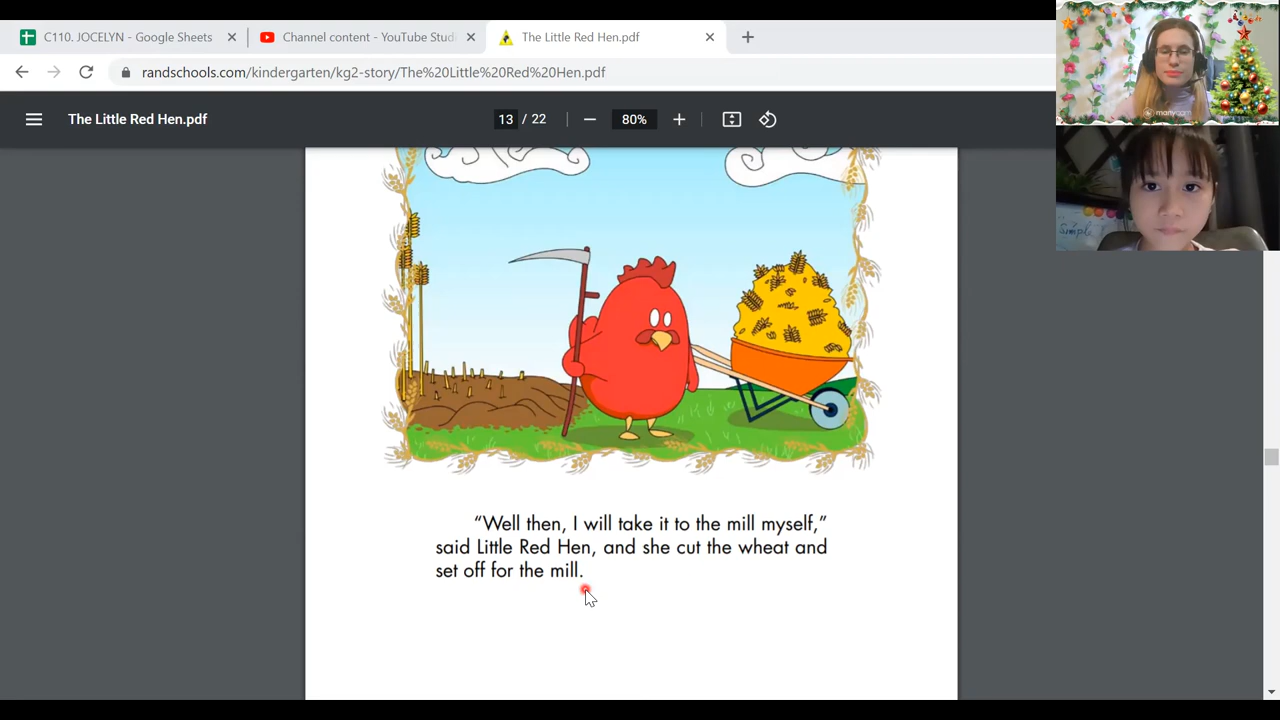 C110. JOCELYN - Google Sheets
Channel content - YouTube Studi
The Little Red Hen.pdf
randschools.com/kindergarten/kg2-story/The%20Little%20Red%20Hen.pdf
The Little Red Hen.pdf
13 / 22
80%
manycam
Simple
“Well then, I will take it to the mill myself,”
said Little Red Hen, and she cut the wheat and
set off for the mill.